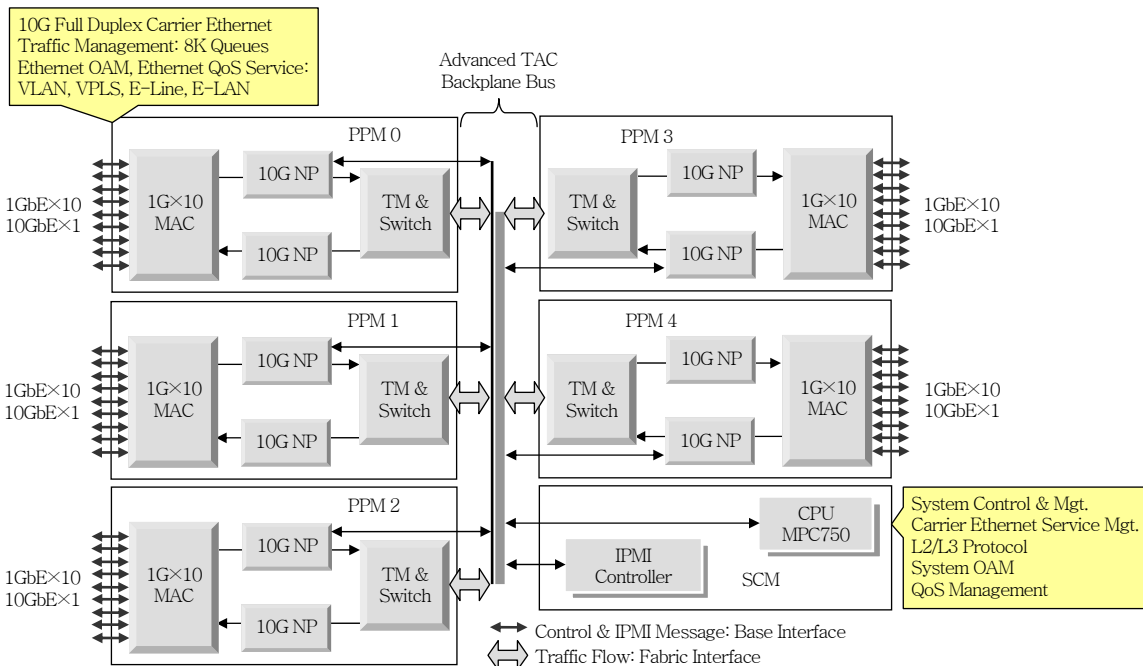 10G Full Duplex Carrier Ethernet
Traffic Management: 8K Queues
Ethernet OAM, Ethernet QoS Service:
VLAN, VPLS, E-Line, E-LAN
Advanced TAC
Backplane Bus
PPM 0
1GbE×10
10GbE×1
1G×10
MAC
10G NP
10G NP
TM &
Switch
PPM 3
TM &
Switch
10G NP
10G NP
1G×10
MAC
1GbE×10
10GbE×1
PPM 1
1GbE×10
10GbE×1
1G×10
MAC
10G NP
10G NP
TM &
Switch
PPM 4
TM &
Switch
10G NP
10G NP
1G×10
MAC
1GbE×10
10GbE×1
PPM 2
1GbE×10
10GbE×1
1G×10
MAC
10G NP
10G NP
TM &
Switch
CPU
MPC750
IPMI
Controller
SCM
System Control & Mgt.
Carrier Ethernet Service Mgt.
L2/L3 Protocol
System OAM
QoS Management
Control & IPMI Message: Base Interface
Traffic Flow: Fabric Interface